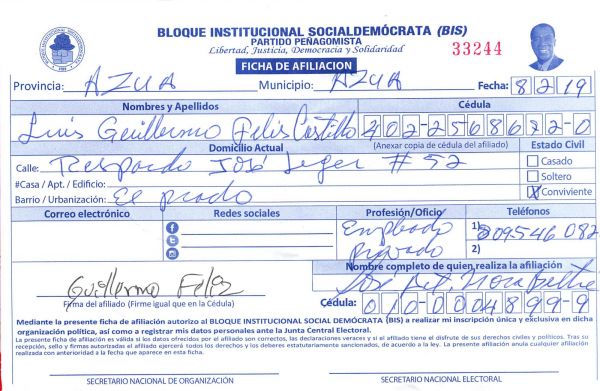 BLOQUE INSTITUCIONAL SOCIALDEMÓCRATA (BIS)
PARTIDO PEÑAGOMISTA
Libertad, Justicia, Democracia y Solidaridad
33244
FICHA DE AFILIACION
Provincia: AZUA Municipio: AZUA Fecha: 8/2/19
Nombres y Apellidos Cédula
Luis Guillermo Felis Castillo 402-2568672-0
Domicilio Actual (Anexar copia de cédula del afiliado) Estado Civil
Calle: Respardo José Leger # 52 Casado
#Casa / Apt. / Edificio: Soltero
Barrio / Urbanización: El prado X Conviviente
Correo electrónico Redes sociales Profesión/Oficio Teléfonos
Empleado 1) 809546 082
Privado 2)
Nombre completo de quien realiza la afiliación
José
Guillermo Feliz
Firma del afiliado (Firme igual que en la Cédula) Cédula: 010-0004899-9
Mediante la presente ficha de afiliación autorizo al BLOQUE INSTITUCIONAL SOCIAL DEMÓCRATA (BIS) a realizar mi inscripción única y exclusiva en dicha
organización política, así como a registrar mis datos personales ante la Junta Central Electoral.
La presente ficha de afiliación es válida si los datos ofrecidos por el afiliado son correctos, las declaraciones veraces y si el afiliado tiene el disfrute de sus derechos civiles y políticos. Tras su
recepción, sello y firmas autorizadas el afiliado ejercerá todos los derechos y los deberes estatutariamente sancionados, de acuerdo a la ley. La presente afiliación anula cualquier afiliación
realizada con anterioridad a la fecha que aparece en esta ficha.
SECRETARIO NACIONAL DE ORGANIZACIÓN SECRETARIO NACIONAL ELECTORAL